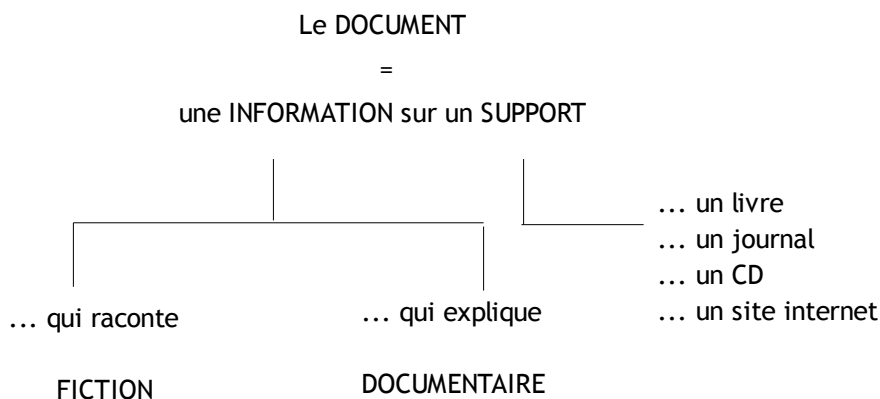 Le DOCUMENT
=
une INFORMATION sur un SUPPORT
... un livre
... un journal
... un CD
... un site internet
... qui raconte
... qui explique
FICTION
DOCUMENTAIRE